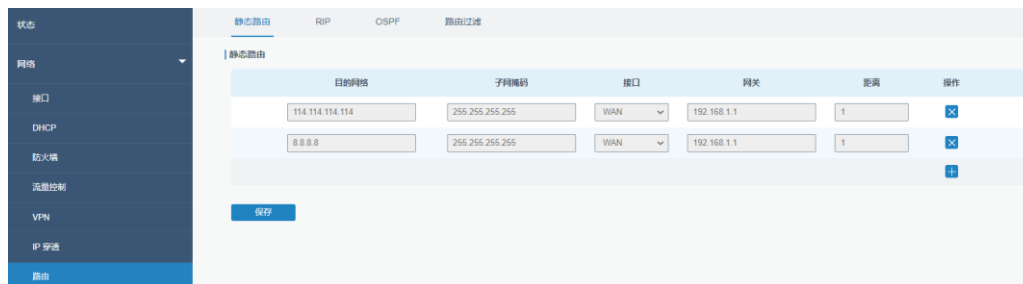 状态
网络
接口
DHCP
防火墙
流量控制
VPN
IP 穿透
路由
静态路由 RIP OSPF 路由过滤
静态路由
目的网络 子网掩码 接口 网关 距离 操作
114.114.114.114 255.255.255.255 WAN 192.168.1.1 1
8.8.8.8 255.255.255.255 WAN 192.168.1.1 1
保存